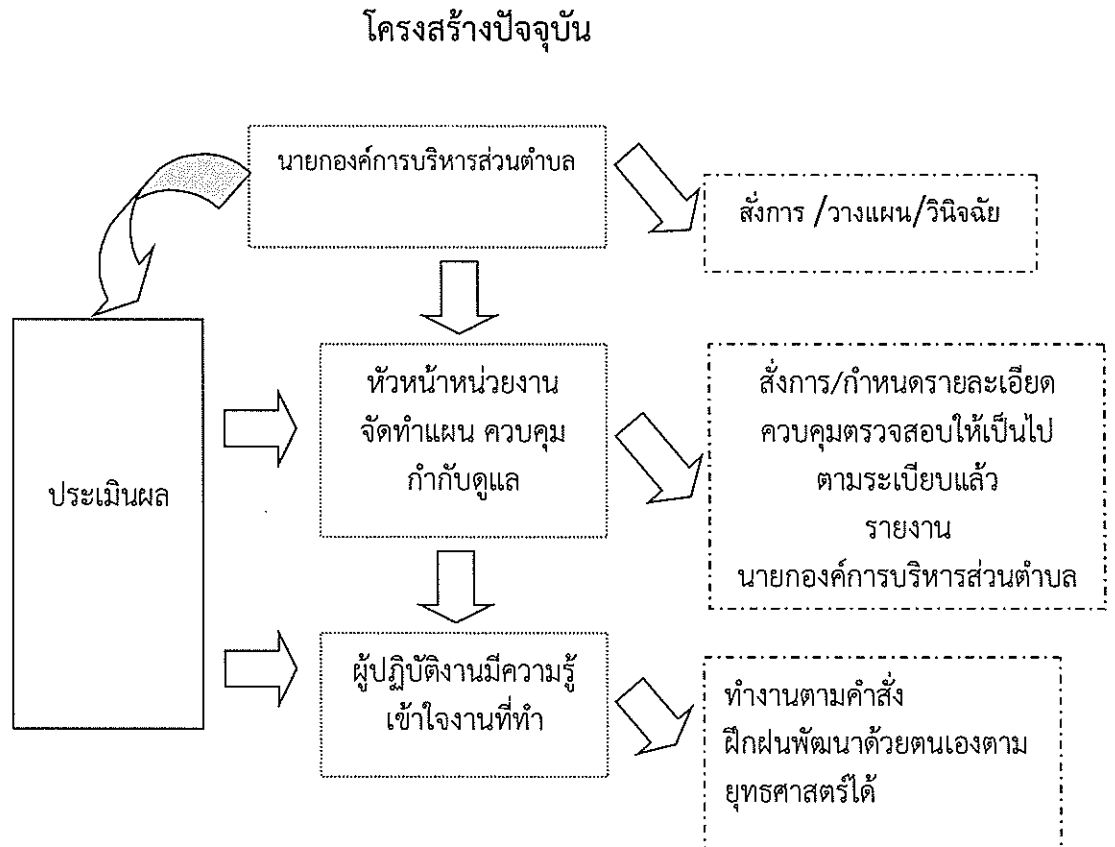 โครงสร้างปัจจุบัน
นายกองค์การบริหารส่วนตำบล
สั่งการ /วางแผน/วินิจฉัย
ประเมินผล
หัวหน้าหน่วยงาน
จัดทำแผน ควบคุม
กำกับดูแล
สั่งการ/กำหนดรายละเอียด
ควบคุมตรวจสอบให้เป็นไป
ตามระเบียบแล้ว
รายงาน
นายกองค์การบริหารส่วนตำบล
ผู้ปฏิบัติงานมีความรู้
เข้าใจงานที่ทำ
ทำงานตามคำสั่ง
ฝึกฝนพัฒนาด้วยตนเองตาม
ยุทธศาสตร์ได้